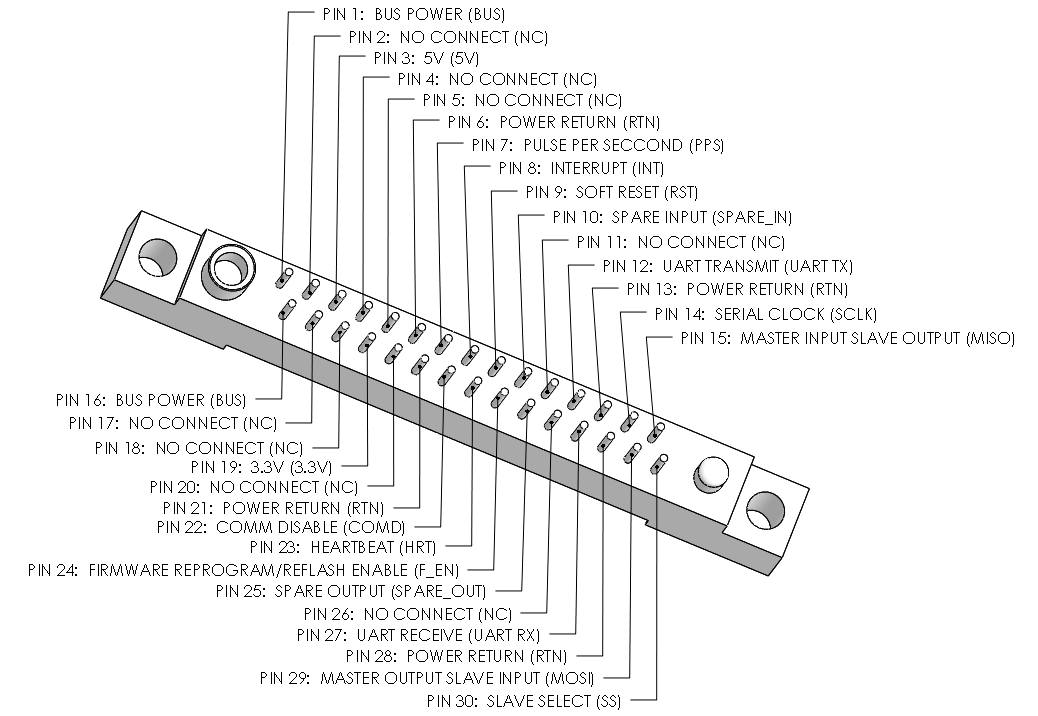 PIN 1: BUS POWER (BUS)
PIN 2: NO CONNECT (NC)
PIN 3: 5V (5V)
PIN 4: NO CONNECT (NC)
PIN 5: NO CONNECT (NC)
PIN 6: POWER RETURN (RTN)
PIN 7: PULSE PER SECCOND (PPS)
PIN 8: INTERRUPT (INT)
PIN 9: SOFT RESET (RST)
PIN 10: SPARE INPUT (SPARE_IN)
PIN 11: NO CONNECT (NC)
PIN 12: UART TRANSMIT (UART TX)
PIN 13: POWER RETURN (RTN)
PIN 14: SERIAL CLOCK (SCLK)
PIN 15: MASTER INPUT SLAVE OUTPUT (MISO)
PIN 16: BUS POWER (BUS)
PIN 17: NO CONNECT (NC)
PIN 18: NO CONNECT (NC)
PIN 19: 3.3V (3.3V)
PIN 20: NO CONNECT (NC)
PIN 21: POWER RETURN (RTN)
PIN 22: COMM DISABLE (COMD)
PIN 23: HEARTBEAT (HRT)
PIN 24: FIRMWARE REPROGRAM/REFLASH ENABLE (F_EN)
PIN 25: SPARE OUTPUT (SPARE_OUT)
PIN 26: NO CONNECT (NC)
PIN 27: UART RECEIVE (UART RX)
PIN 28: POWER RETURN (RTN)
PIN 29: MASTER OUTPUT SLAVE INPUT (MOSI)
PIN 30: SLAVE SELECT (SS)